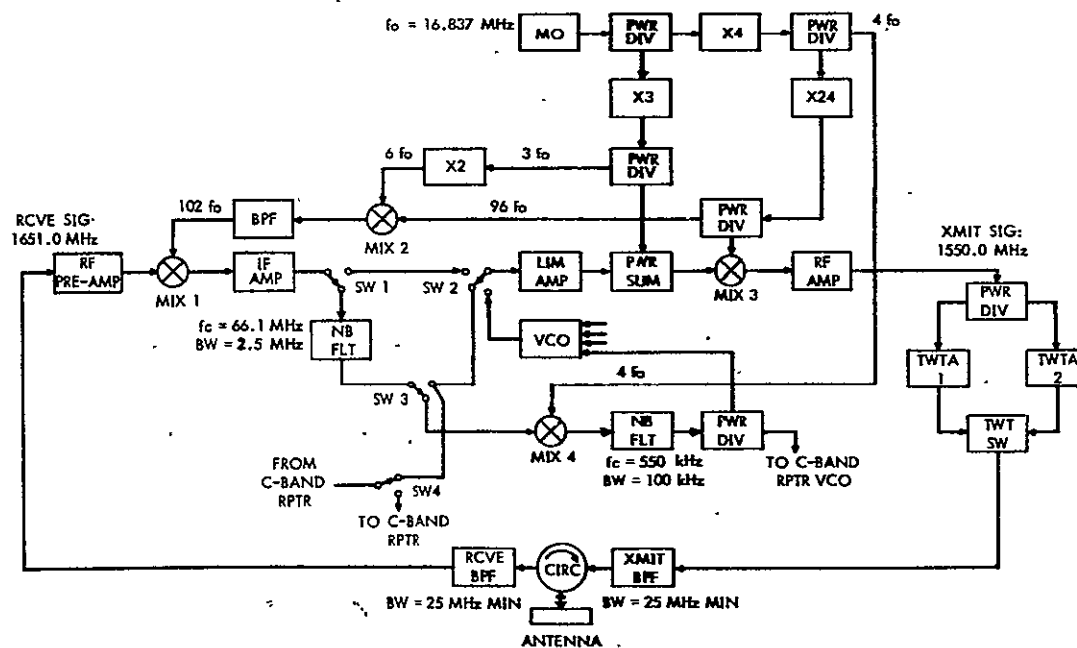 fo = 16.837 MHz
MO
PWR
DIV
X4
PWR
DIV
4 fo
X3
X24
6 fo
X2
3 fo
PWR
DIV
RCVE SIG:
1651.0 MHz
102 fo
BPF
MIX 2
96 fo
PWR
DIV
XMIT SIG:
1550.0 MHz
RF
PRE-AMP
MIX 1
IF
AMP
SW 1
SW 2
LIM
AMP
PWR
SUM
MIX 3
RF
AMP
PWR
DIV
fc = 66.1 MHz
BW = 2.5 MHz
NB
FLT
VCO
TWTA
1
TWTA
2
SW 3
4 fo
MIX 4
NB
FLT
PWR
DIV
TWT
SW
fc = 550 kHz
BW = 100 kHz
TO C-BAND
RPTR VCO
FROM
C-BAND
RPTR
SW4
TO C-BAND
RPTR
RCVE
BPF
CIRC
XMIT
BPF
BW = 25 MHz MIN
BW = 25 MHz MIN
ANTENNA